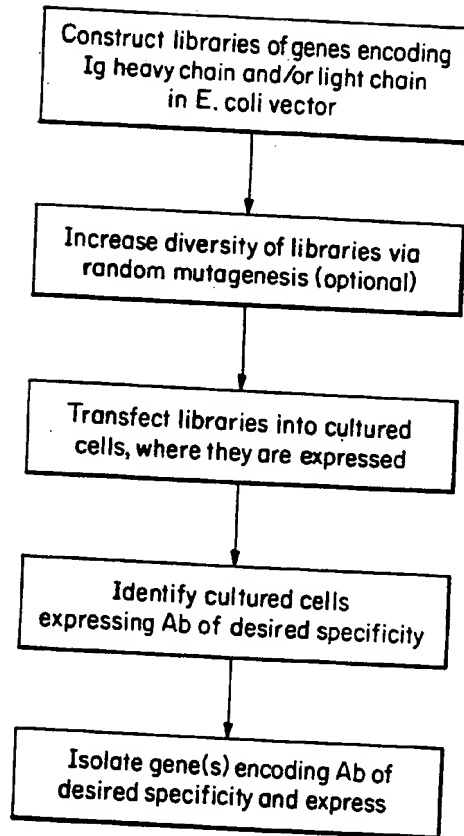 Construct libraries of genes encoding
Ig heavy chain and/or light chain
in E. coli vector
Increase diversity of libraries via
random mutagenesis (optional)
Transfect libraries into cultured
cells, where they are expressed
Identify cultured cells
expressing Ab of desired specificity
Isolate gene(s) encoding Ab of
desired specificity and express